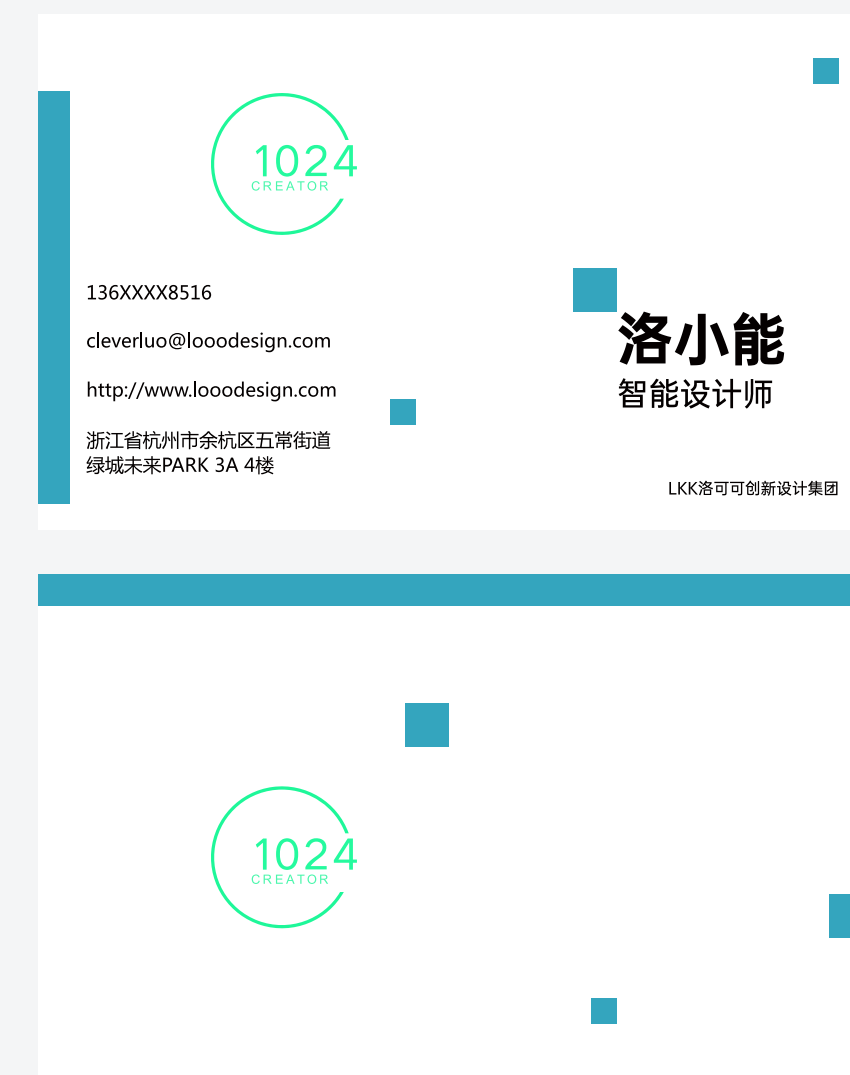 1024
CREATOR
136XXXX8516
cleverluo@looodesign.com
http://www.looodesign.com
浙江省杭州市余杭区五常街道
绿城未来PARK 3A 4楼
洛小能
智能设计师
LKK洛可可创新设计集团
1024
CREATOR